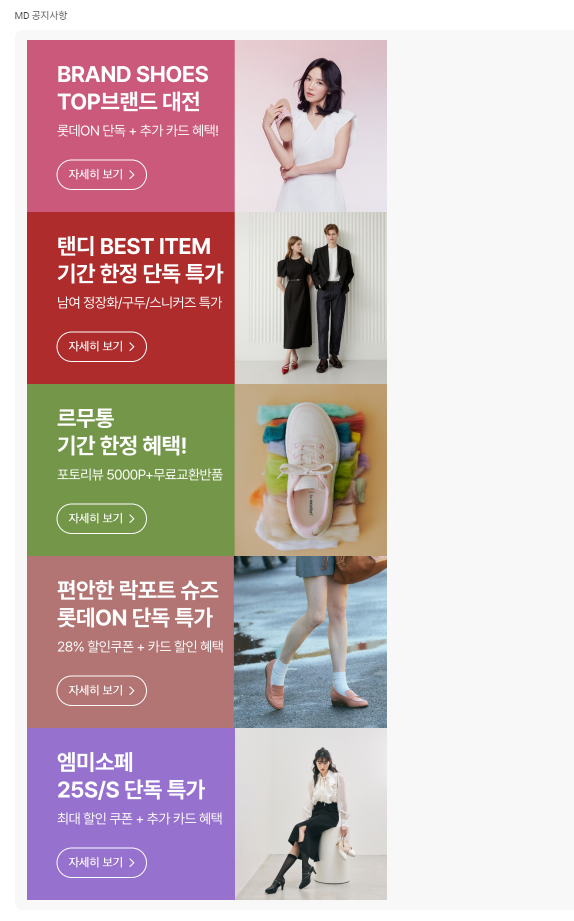 MD 공지사항
BRAND SHOES
TOP브랜드 대전
롯데ON 단독 + 추가 카드 혜택!
자세히 보기 >
탠디 BEST ITEM
기간 한정 단독 특가
남여 정장화/구두/스니커즈 특가
자세히 보기 >
르무통
기간 한정 혜택!
포토리뷰 5000P+무료교환반품
자세히 보기 >
편안한 락포트 슈즈
롯데ON 단독 특가
28% 할인쿠폰 + 카드 할인 혜택
자세히 보기 >
엠미소페
25S/S 단독 특가
최대 할인 쿠폰 + 추가 카드 혜택
자세히 보기 >